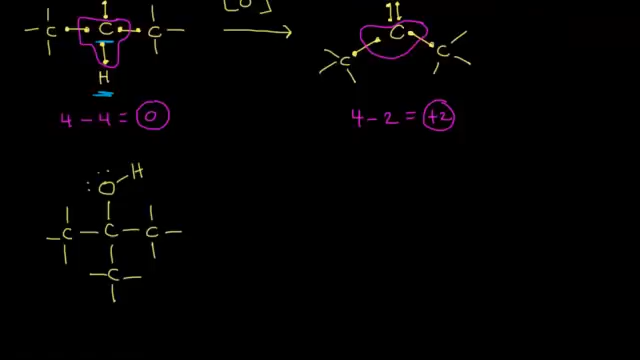 [O]
C C C
C C C
H
4 - 4 = 0
4 - 2 = +2
O H
C C C
C